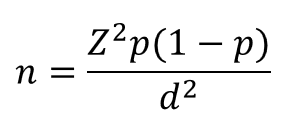 n = Z²p(1 − p) / d²